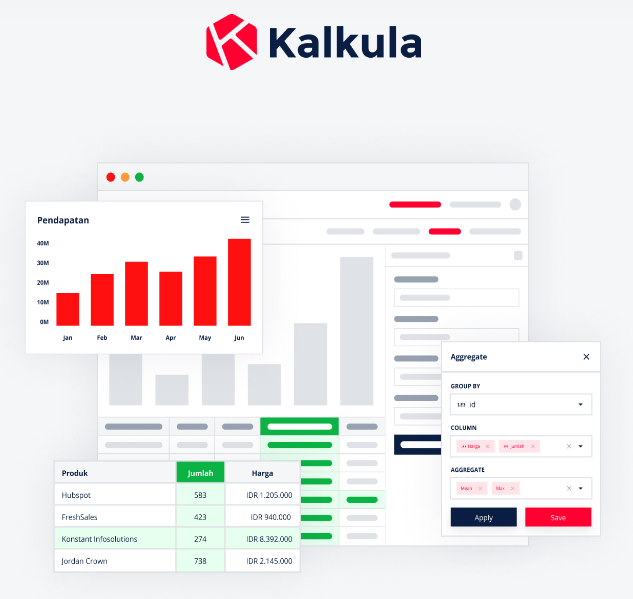 Kalkula
Pendapatan
40M
30M
20M
10M
0M
Jan Feb Mar Apr May Jun
Aggregate
GROUP BY
123 id
COLUMN
Harga × Jumlah ×
AGGREGATE
Mean × Max ×
Apply Save
Produk Jumlah Harga
Hubspot 583 IDR 1.205.000
FreshSales 423 IDR 940.000
Konstant Infosolutions 274 IDR 8.392.000
Jordan Crown 738 IDR 2.145.000